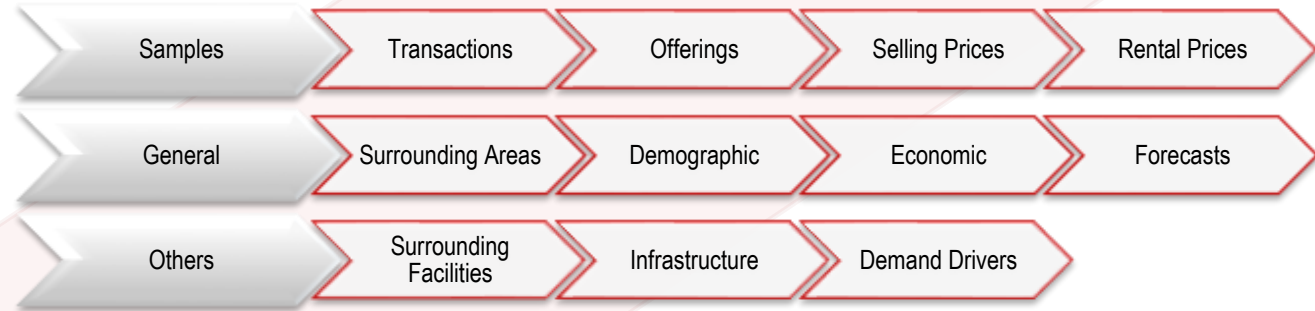 Samples
Transactions
Offerings
Selling Prices
Rental Prices
General
Surrounding Areas
Demographic
Economic
Forecasts
Others
Surrounding
Facilities
Infrastructure
Demand Drivers